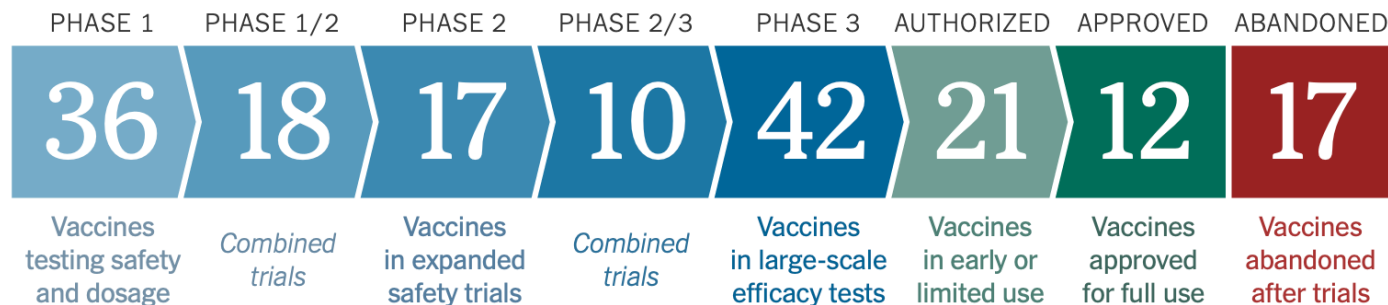 PHASE 1 PHASE 1/2 PHASE 2 PHASE 2/3 PHASE 3 AUTHORIZED APPROVED ABANDONED
36 18 17 10 42 21 12 17
Vaccines
testing safety
and dosage
Combined
trials
Vaccines
in expanded
safety trials
Combined
trials
Vaccines
in large-scale
efficacy tests
Vaccines
in early or
limited use
Vaccines
approved
for full use
Vaccines
abandoned
after trials